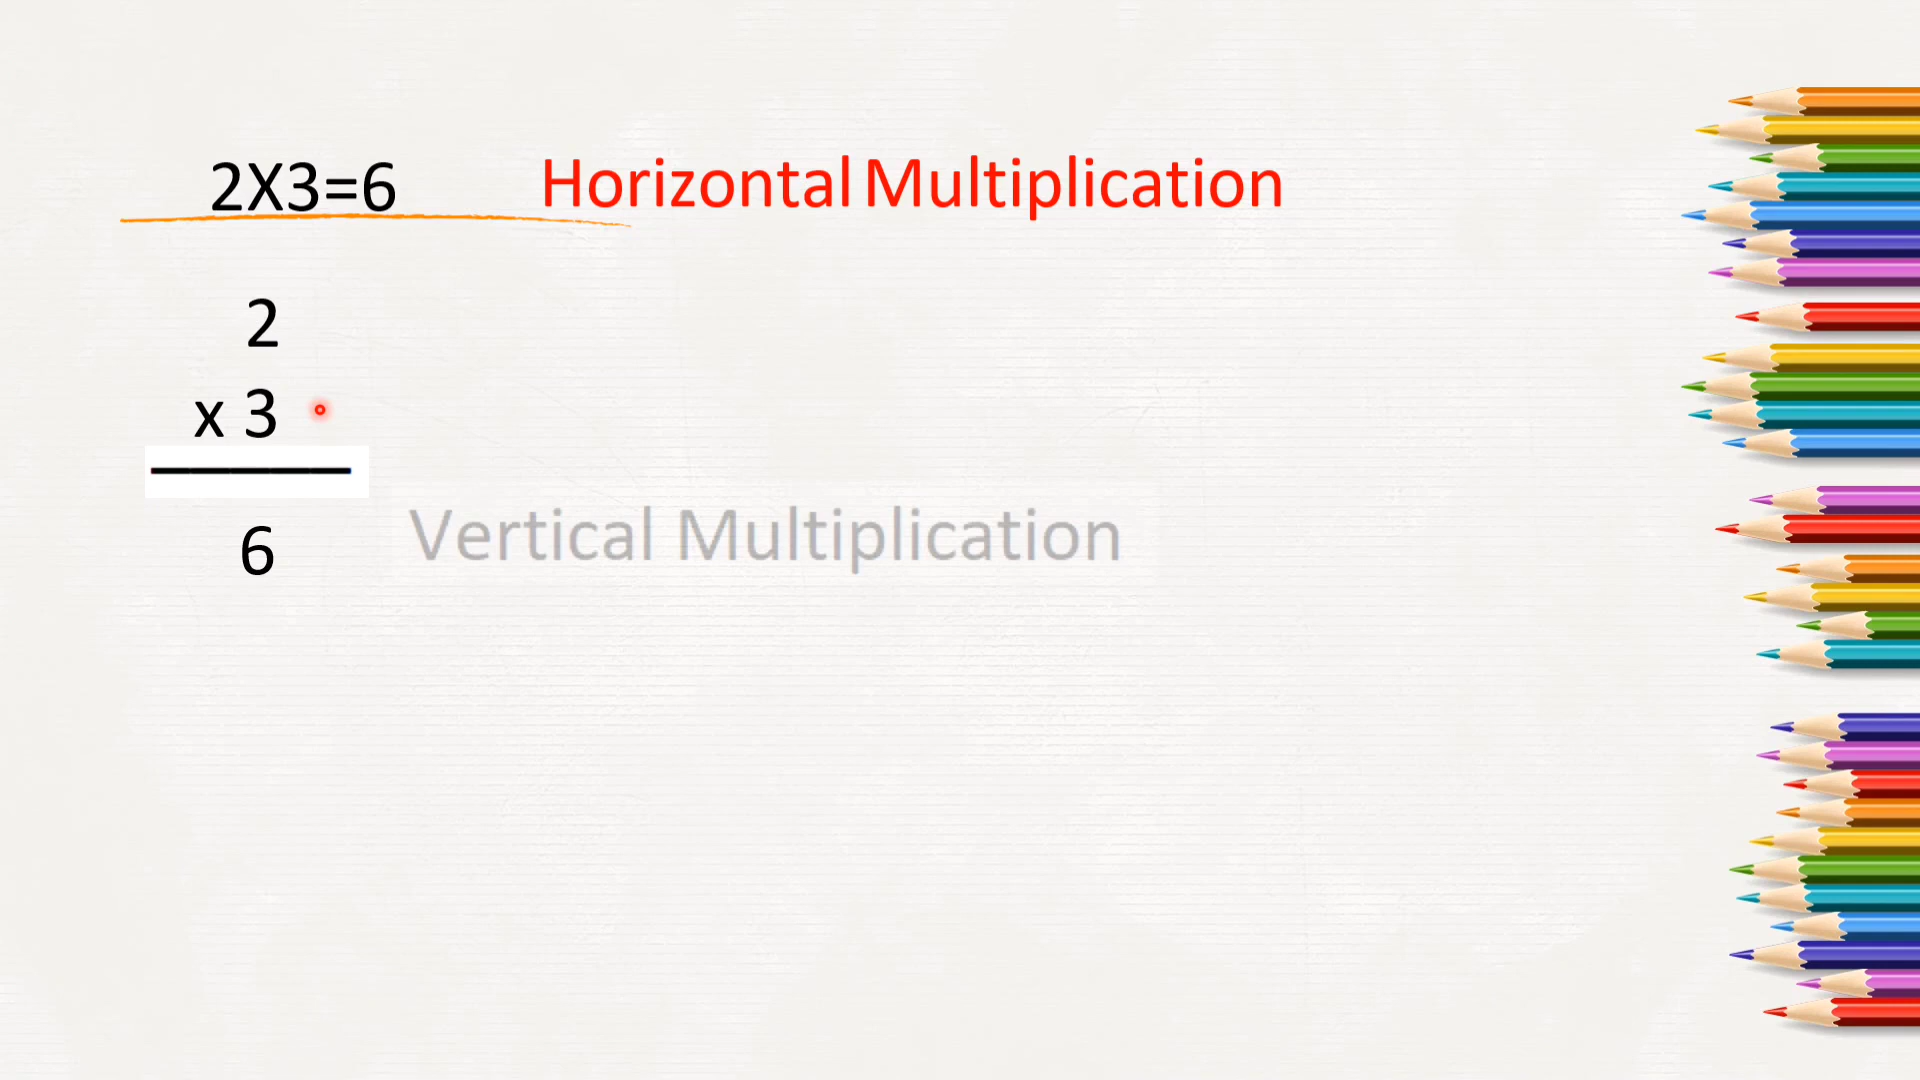 2X3=6 Horizontal Multiplication
2
x 3
6
Vertical Multiplication